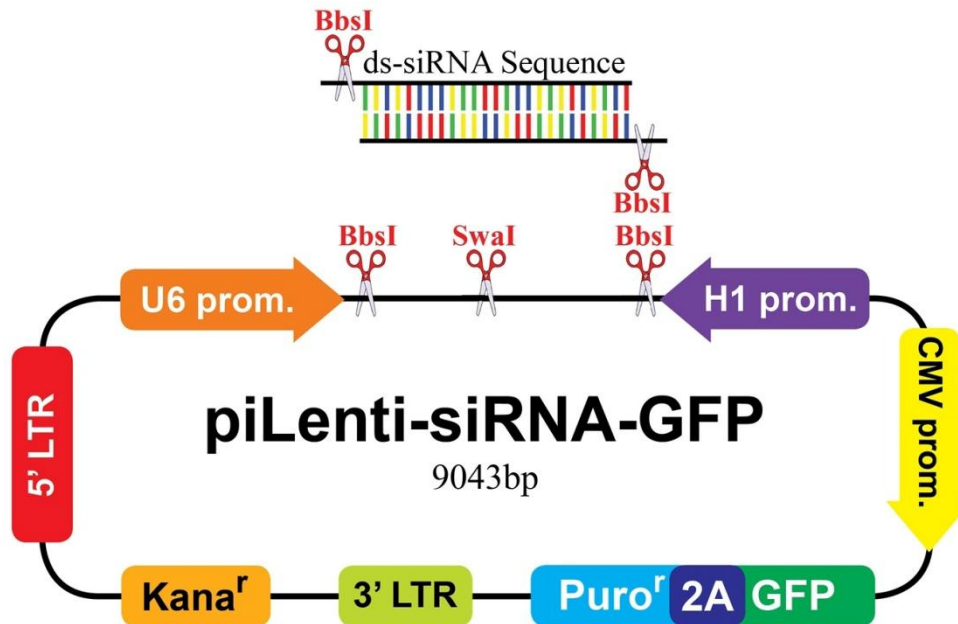 BbsI
ds-siRNA Sequence
BbsI
BbsI SwaI BbsI
U6 prom. H1 prom.
CMV prom.
5' LTR
piLenti-siRNA-GFP
9043bp
Kanaʳ 3' LTR Puroʳ 2A GFP